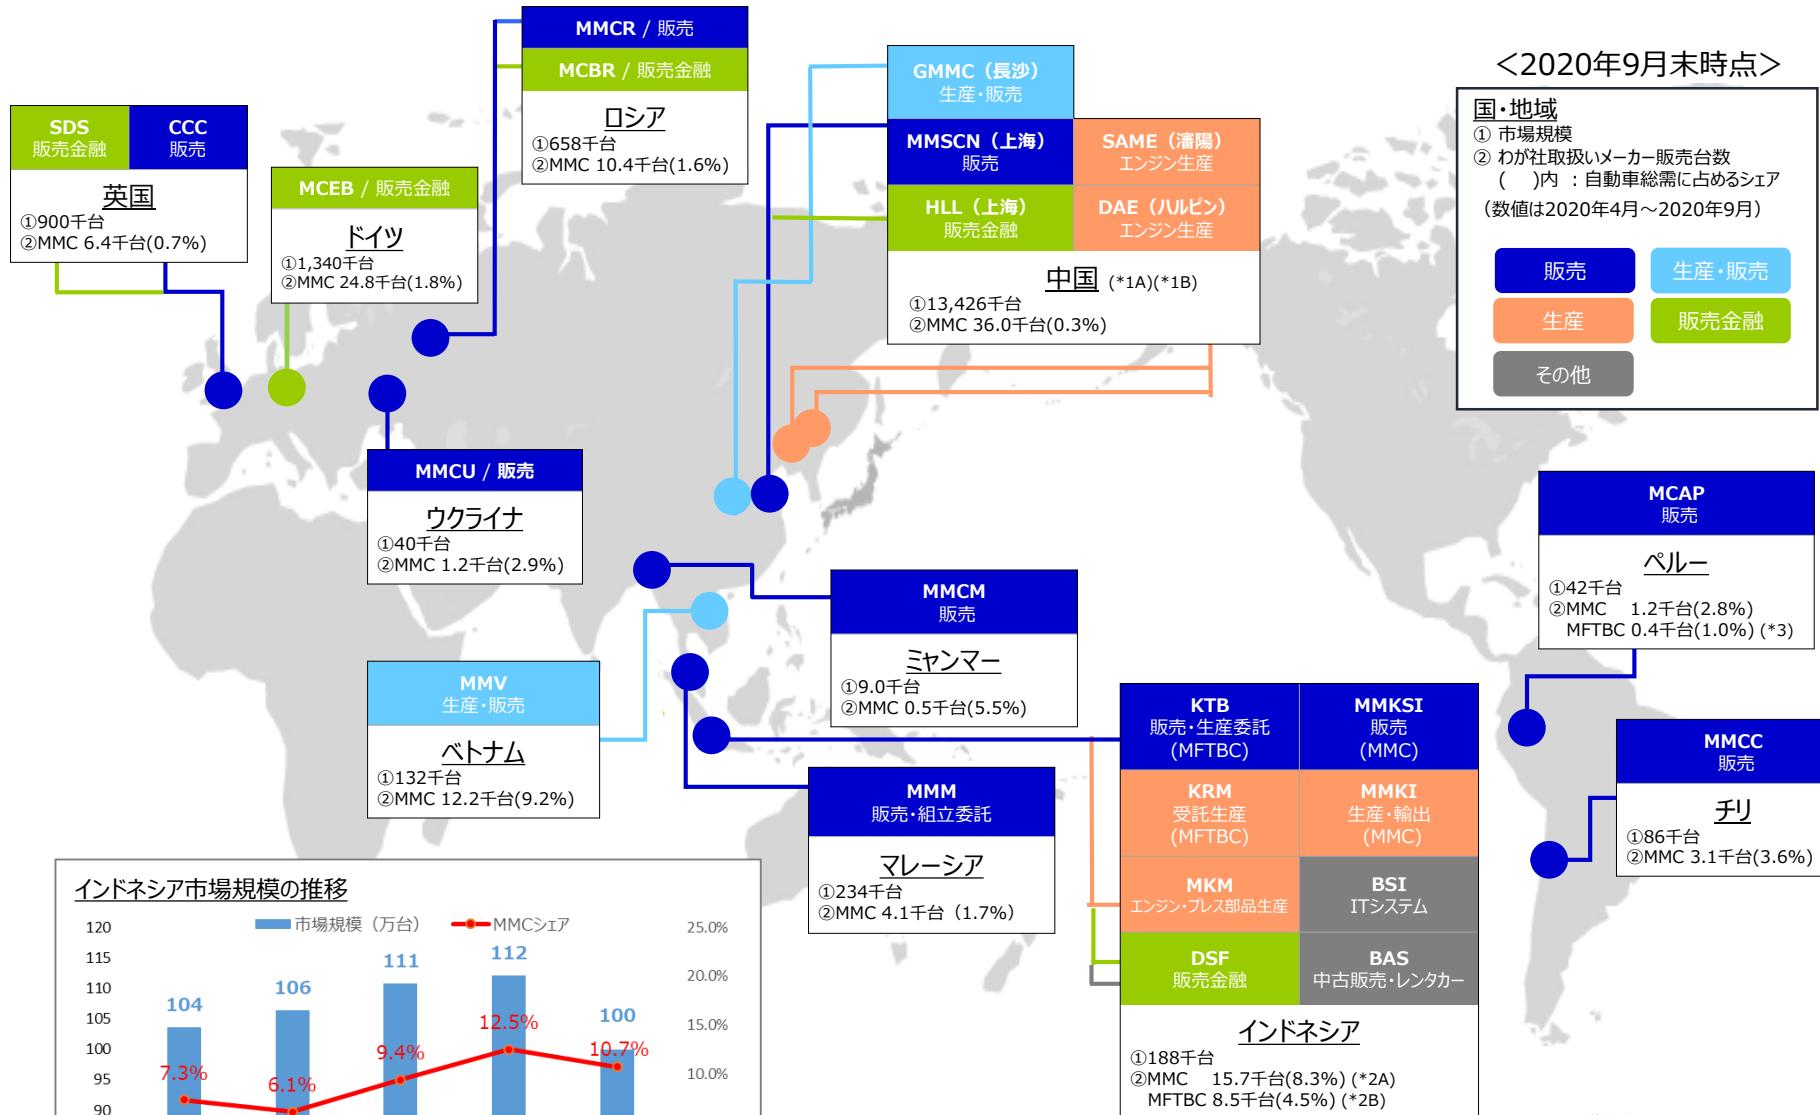 MMCR / 販売
MCBR / 販売金融
ロシア
①658千台
②MMC 10.4千台(1.6%)
GMMC（長沙）
生産・販売
MMSCN（上海）
販売
SAME（瀋陽）
エンジン生産
HLL（上海）
販売金融
DAE（ハルピン）
エンジン生産
中国 (*1A)(*1B)
①13,426千台
②MMC 36.0千台(0.3%)
＜2020年9月末時点＞
国・地域
① 市場規模
② わが社取扱いメーカー販売台数
(　)内 ：自動車総需に占めるシェア
（数値は2020年4月～2020年9月）
販売
生産・販売
生産
販売金融
その他
SDS
販売金融
CCC
販売
英国
①900千台
②MMC 6.4千台(0.7%)
MCEB / 販売金融
ドイツ
①1,340千台
②MMC 24.8千台(1.8%)
MMCU / 販売
ウクライナ
①40千台
②MMC 1.2千台(2.9%)
MCAP
販売
ペルー
①42千台
②MMC 1.2千台(2.8%)
MFTBC 0.4千台(1.0%) (*3)
MMCM
販売
ミャンマー
①9.0千台
②MMC 0.5千台(5.5%)
MMV
生産・販売
ベトナム
①132千台
②MMC 12.2千台(9.2%)
MMM
販売・組立委託
マレーシア
①234千台
②MMC 4.1千台（1.7%）
KTB
販売・生産委託
(MFTBC)
MMKSI
販売
(MMC)
KRM
受託生産
(MFTBC)
MMKI
生産・輸出
(MMC)
MKM
エンジン・プレス部品生産
BSI
ITシステム
DSF
販売金融
BAS
中古販売・レンタカー
インドネシア
①188千台
②MMC 15.7千台(8.3%) (*2A)
MFTBC 8.5千台(4.5%) (*2B)
MMCC
販売
チリ
①86千台
②MMC 3.1千台(3.6%)
インドネシア市場規模の推移
市場規模（万台）
MMCシェア
120
115
110
105
100
95
90
25.0%
20.0%
15.0%
10.0%
104
106
111
112
100
7.3%
6.1%
9.4%
12.5%
10.7%